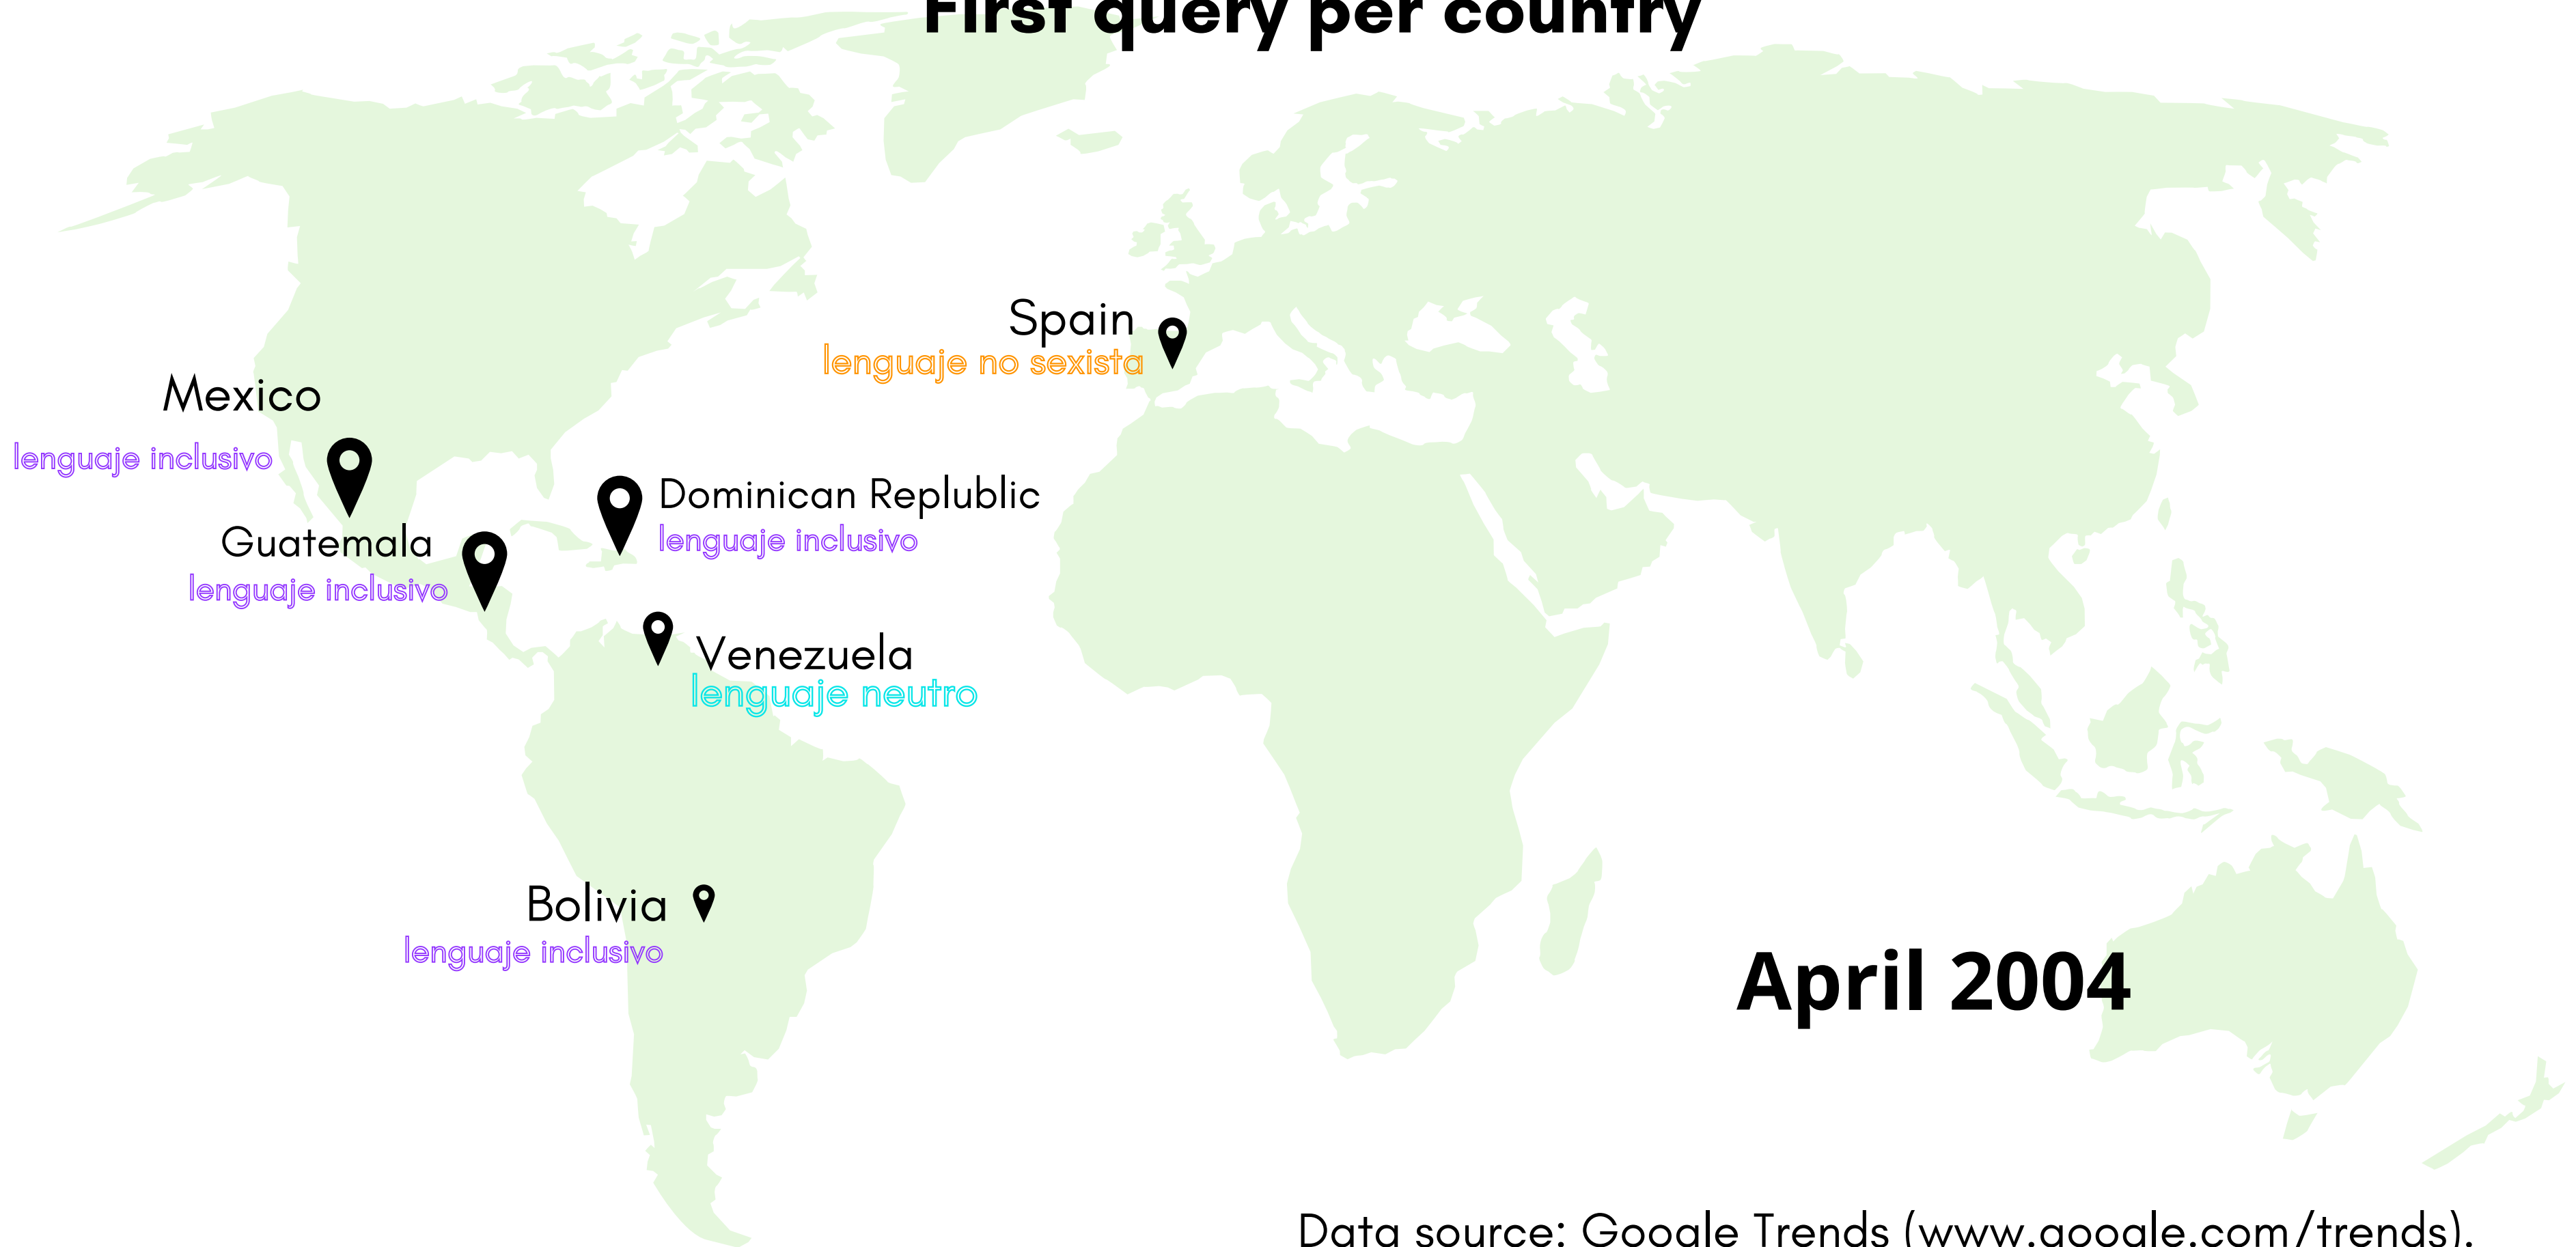 First query per country
Spain
lenguaje no sexista
Mexico
lenguaje inclusivo
Dominican Replublic
lenguaje inclusivo
Guatemala
lenguaje inclusivo
Venezuela
lenguaje neutro
Bolivia
lenguaje inclusivo
April 2004
Data source: Google Trends (www.google.com/trends).